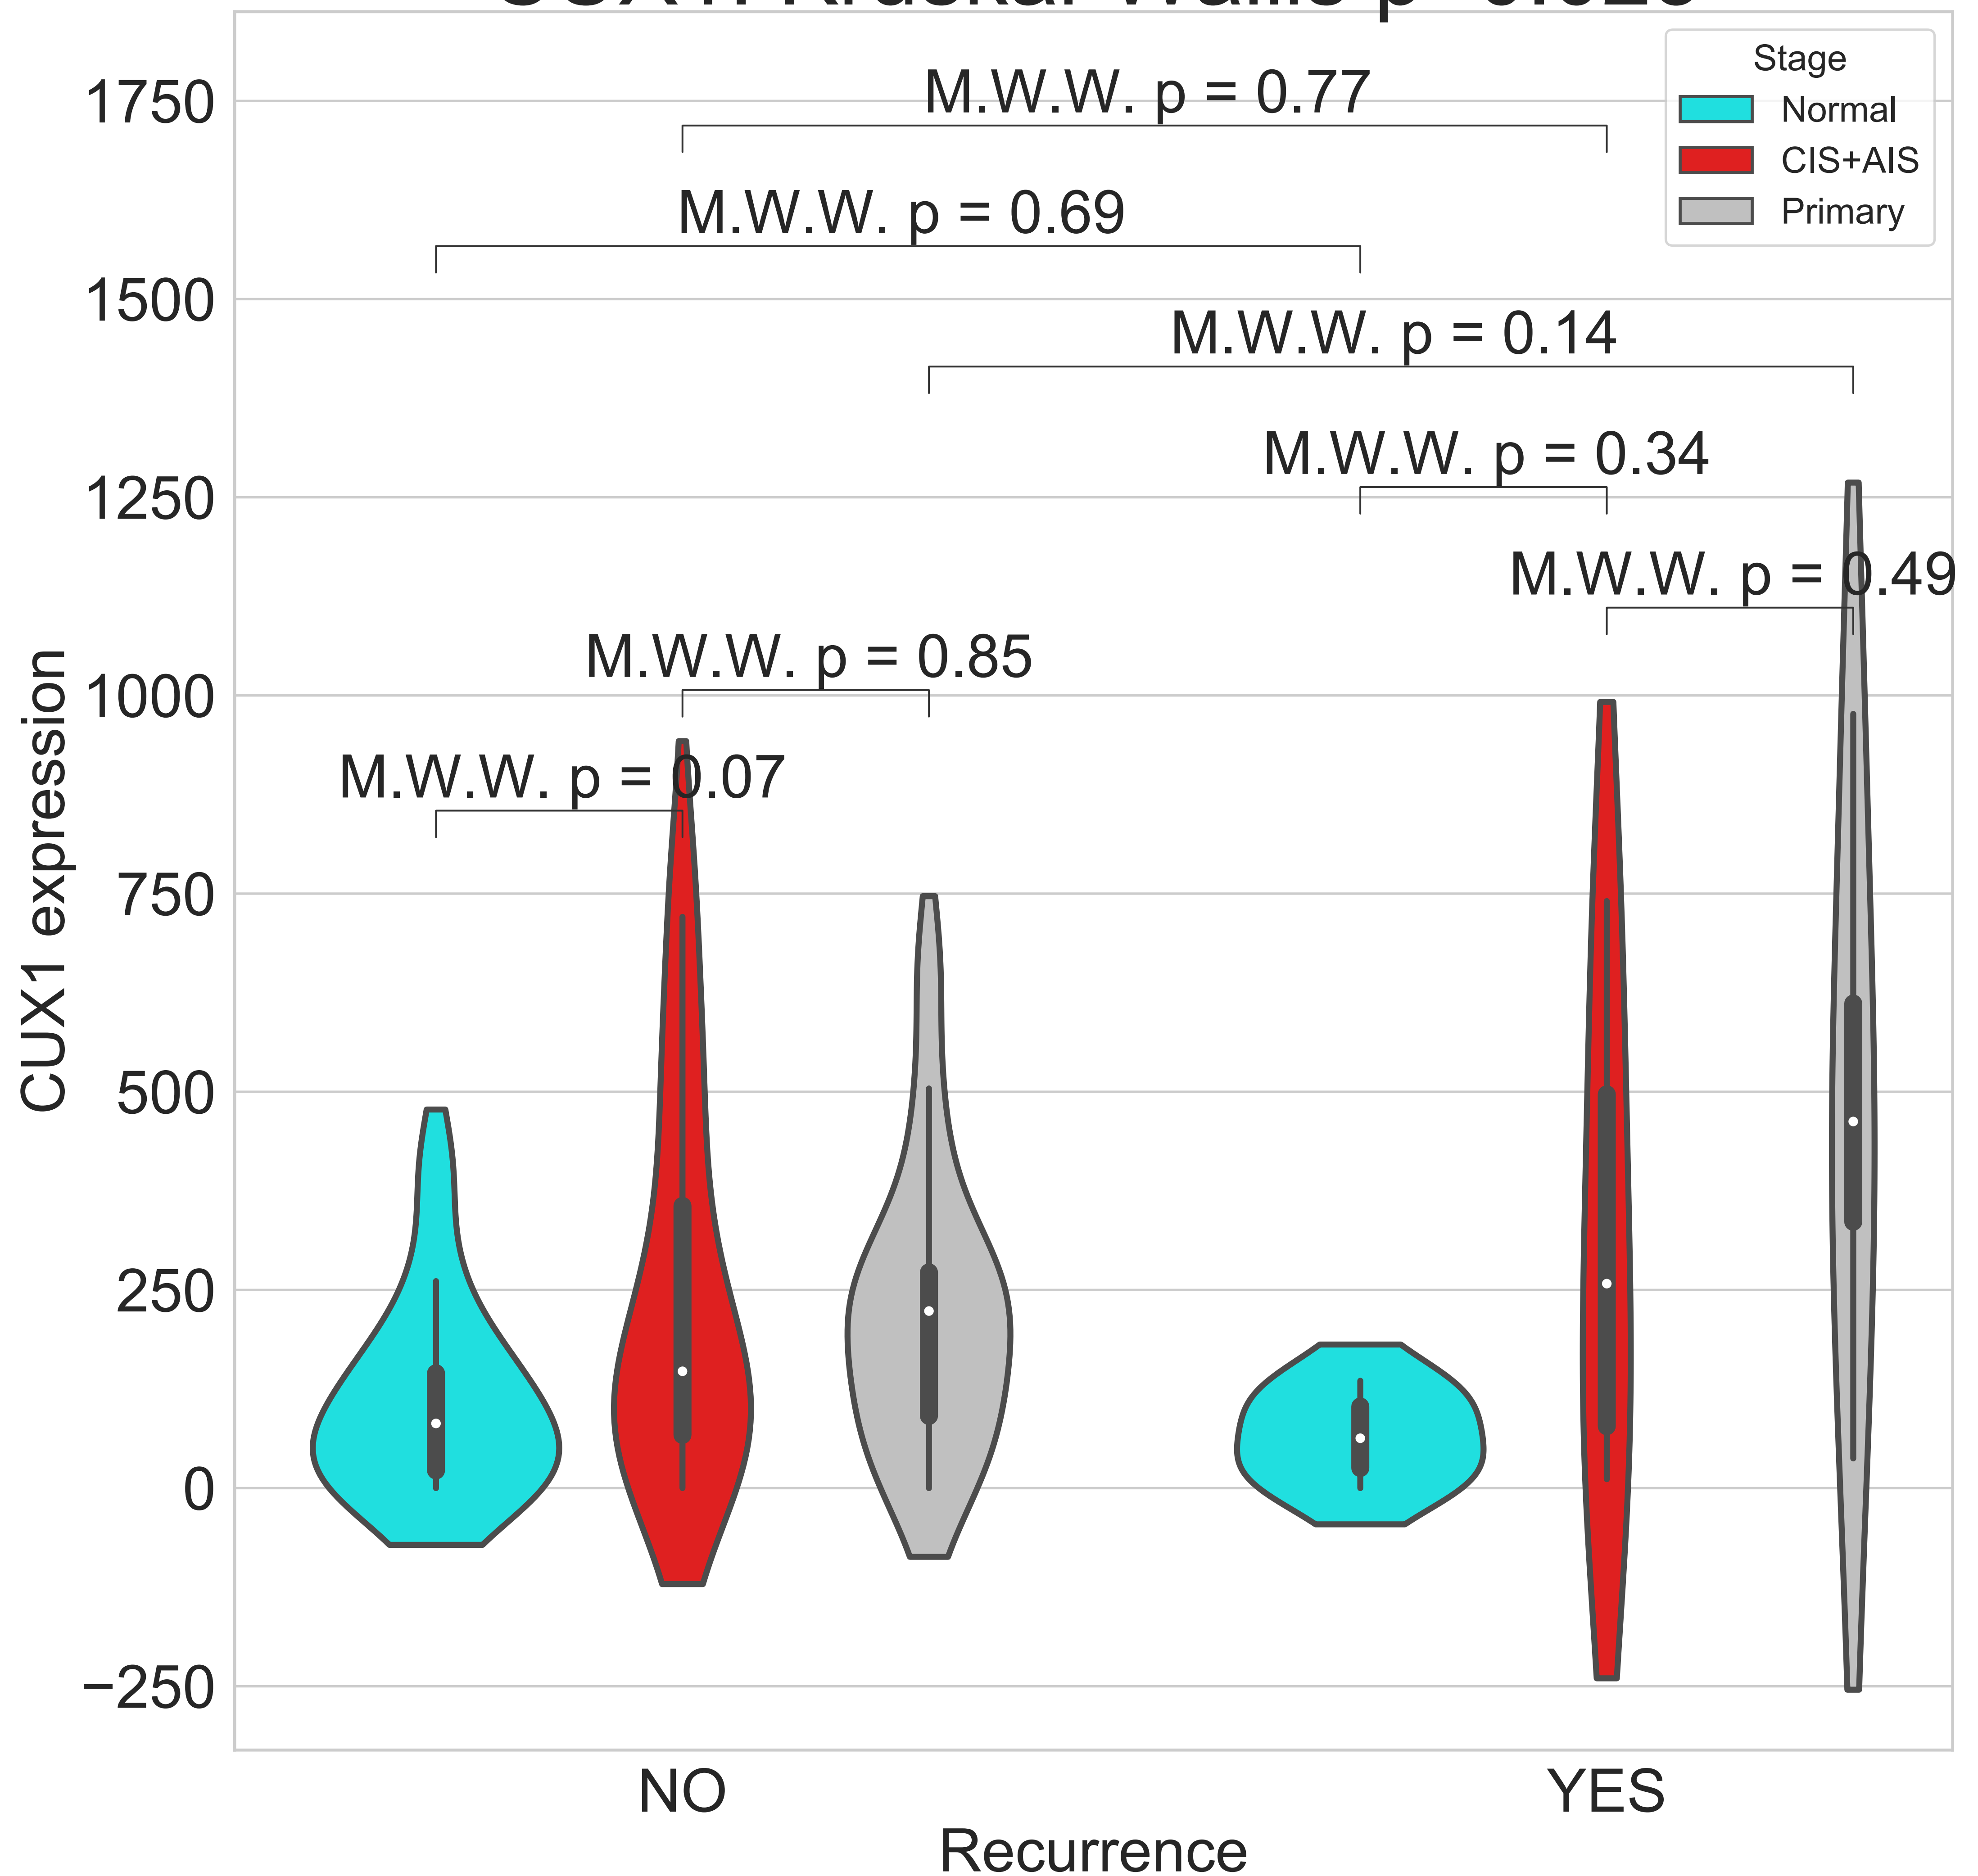 Stage
Normal
CIS+AIS
Primary
M.W.W. p = 0.77
M.W.W. p = 0.69
M.W.W. p = 0.14
M.W.W. p = 0.34
M.W.W. p = 0.49
M.W.W. p = 0.85
M.W.W. p = 0.07
1750
1500
1250
1000
750
500
250
0
−250
CUX1 expression
NO
YES
Recurrence